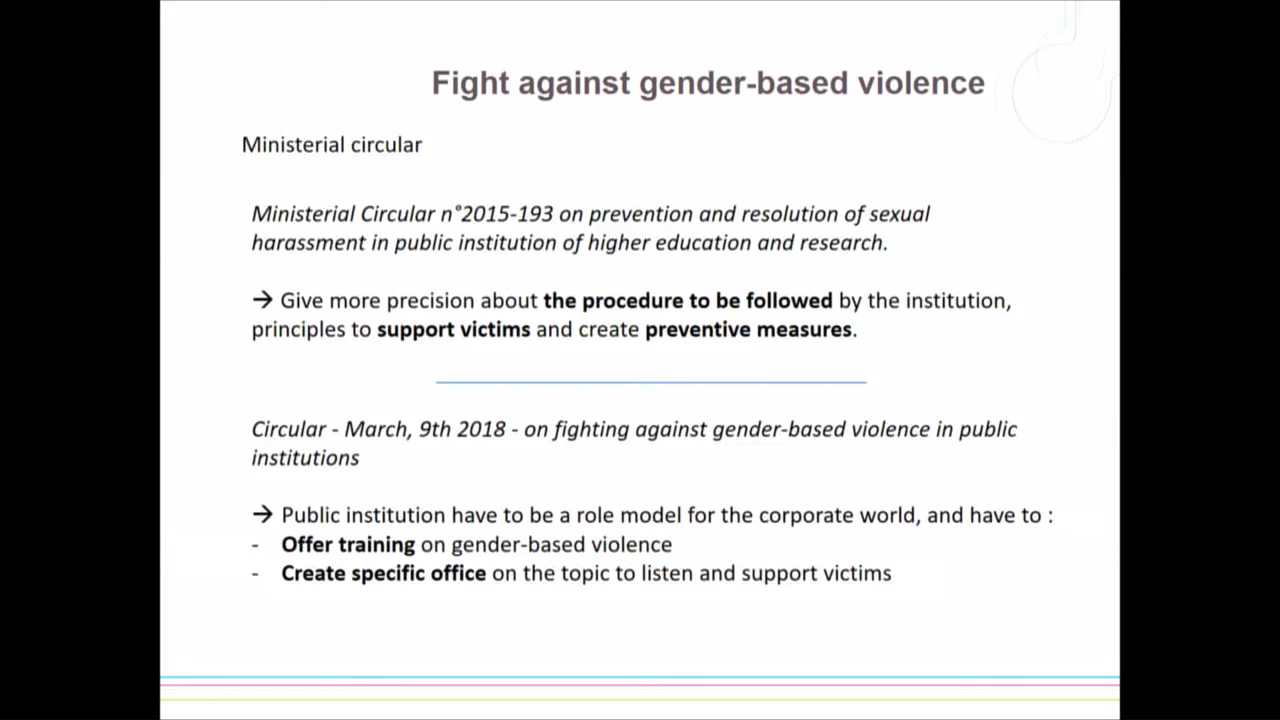 Fight against gender-based violence
Ministerial circular
Ministerial Circular n°2015-193 on prevention and resolution of sexual
harassment in public institution of higher education and research.
→ Give more precision about the procedure to be followed by the institution,
principles to support victims and create preventive measures.
Circular - March, 9th 2018 - on fighting against gender-based violence in public
institutions
→ Public institution have to be a role model for the corporate world, and have to :
- Offer training on gender-based violence
- Create specific office on the topic to listen and support victims